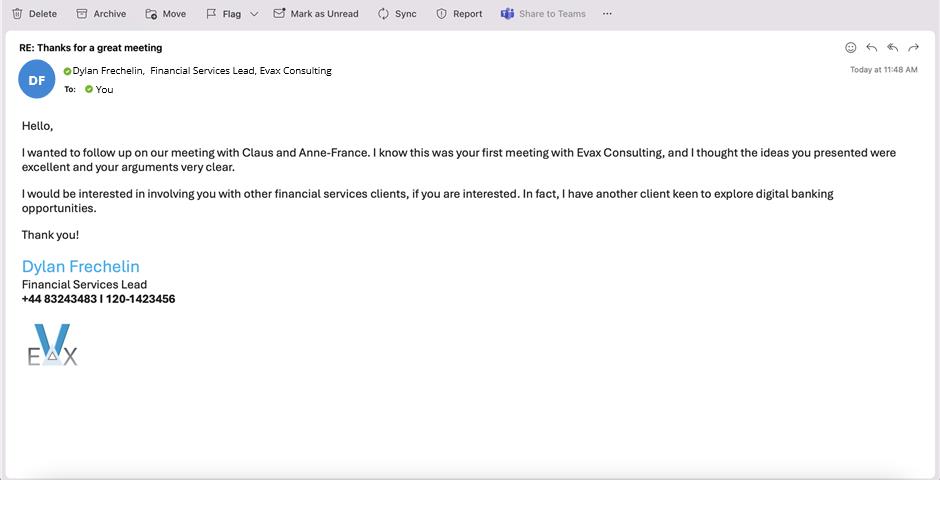 Delete Archive Move Flag Mark as Unread Sync Report Share to Teams ...
RE: Thanks for a great meeting
DF
Dylan Frechelin, Financial Services Lead, Evax Consulting
Today at 11:48 AM
To: You
Hello,
I wanted to follow up on our meeting with Claus and Anne-France. I know this was your first meeting with Evax Consulting, and I thought the ideas you presented were
excellent and your arguments very clear.
I would be interested in involving you with other financial services clients, if you are interested. In fact, I have another client keen to explore digital banking
opportunities.
Thank you!
Dylan Frechelin
Financial Services Lead
+44 83243483 I 120-1423456
EVAX